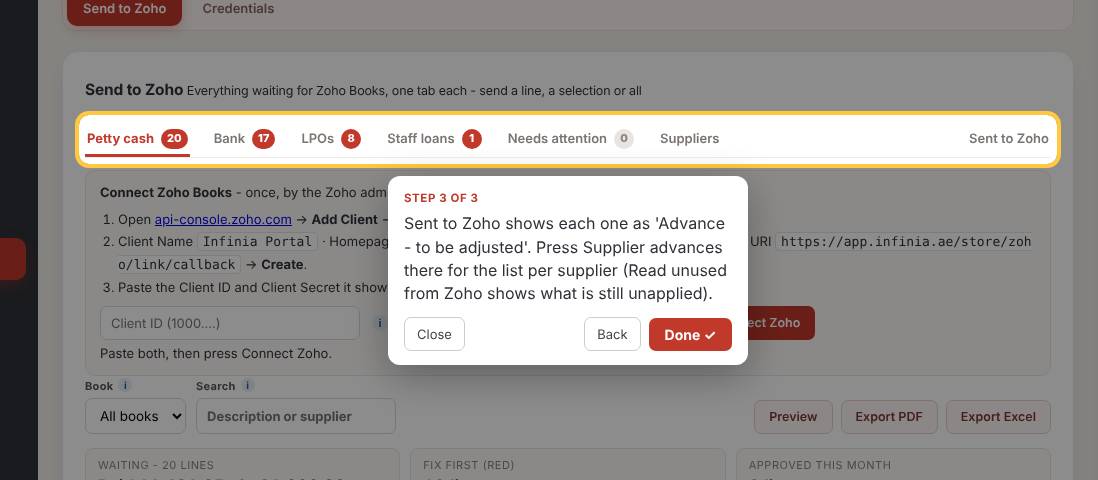 Send to Zoho Credentials
Send to Zoho Everything waiting for Zoho Books, one tab each - send a line, a selection or all
Petty cash 20 Bank 17 LPOs 8 Staff loans 1 Needs attention 0 Suppliers Sent to Zoho
Connect Zoho Books - once, by the Zoho
1. Open api-console.zoho.com → Add Client
2. Client Name Infinia Portal · URI https://app.infinia.ae/store/zoh
o/link/callback → Create.
3. Paste the Client ID and Client Secret it
STEP 3 OF 3
Sent to Zoho shows each one as 'Advance
- to be adjusted'. Press Supplier advances
there for the list per supplier (Read unused
from Zoho shows what is still unapplied).
Close Back Done ✓
Client ID (1000....) i Zoho
Paste both, then press Connect Zoho.
Book i Search i
All books Description or supplier Preview Export PDF Export Excel
WAITING - 20 LINES FIX FIRST (RED) APPROVED THIS MONTH